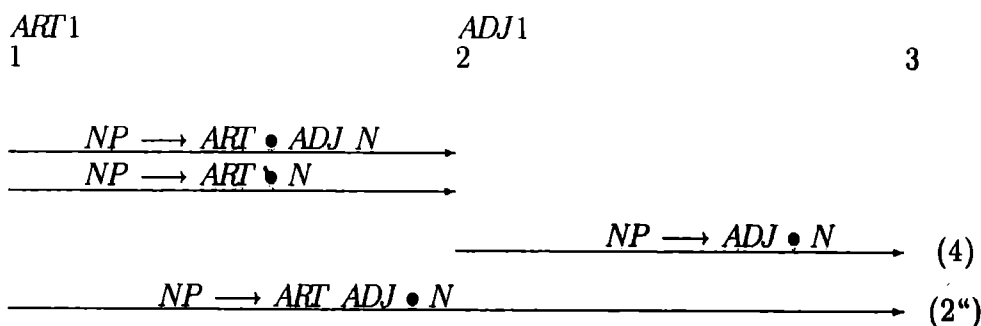 ART1 ADJ1
1 2 3
NP → ART • ADJ N
NP → ART • N
NP → ADJ • N (4)
NP → ART ADJ • N (2“)